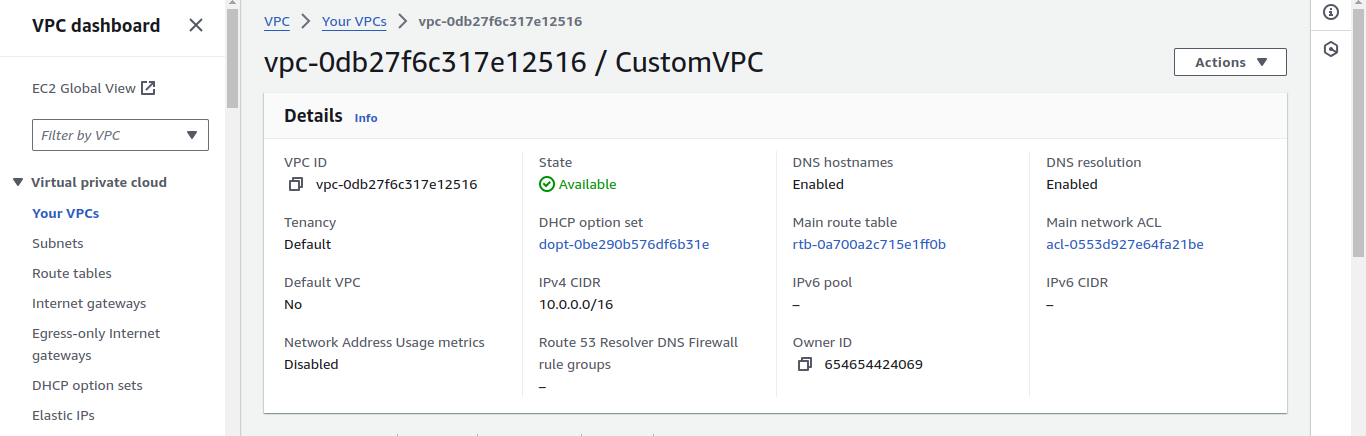 VPC dashboard
EC2 Global View
Filter by VPC
Virtual private cloud
Your VPCs
Subnets
Route tables
Internet gateways
Egress-only Internet
gateways
DHCP option sets
Elastic IPs
VPC > Your VPCs > vpc-0db27f6c317e12516
vpc-0db27f6c317e12516 / CustomVPC
Actions
Details Info
VPC ID
vpc-0db27f6c317e12516
State
Available
DNS hostnames
Enabled
DNS resolution
Enabled
Tenancy
Default
DHCP option set
dopt-0be290b576df6b31e
Main route table
rtb-0a700a2c715e1ff0b
Main network ACL
acl-0553d927e64fa21be
Default VPC
No
IPv4 CIDR
10.0.0.0/16
IPv6 pool
–
IPv6 CIDR
–
Network Address Usage metrics
Disabled
Route 53 Resolver DNS Firewall
rule groups
–
Owner ID
654654424069